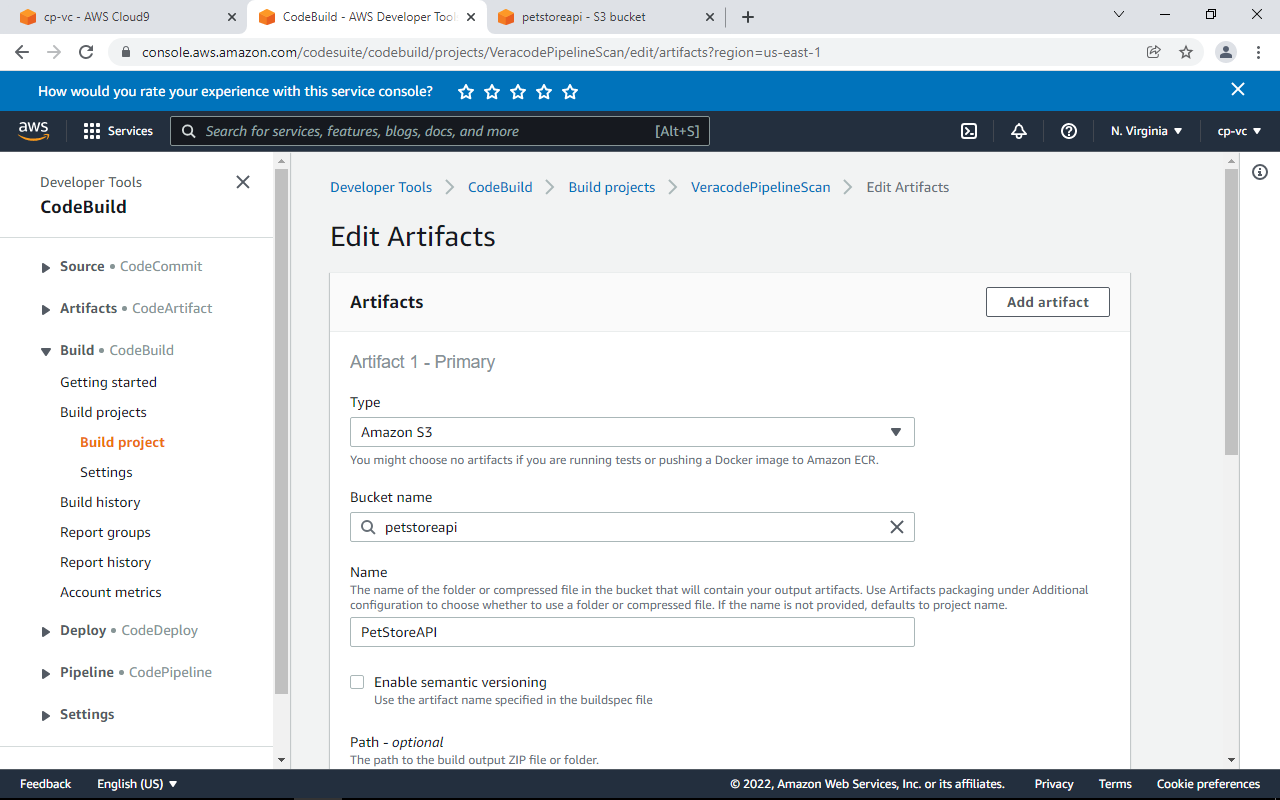 cp-vc - AWS Cloud9
CodeBuild - AWS Developer Tool
petstoreapi - S3 bucket
console.aws.amazon.com/codesuite/codebuild/projects/VeracodePipelineScan/edit/artifacts?region=us-east-1
How would you rate your experience with this service console?
aws
Services
Search for services, features, blogs, docs, and more
[Alt+S]
N. Virginia
cp-vc
Developer Tools
CodeBuild
Source • CodeCommit
Artifacts • CodeArtifact
Build • CodeBuild
Getting started
Build projects
Build project
Settings
Build history
Report groups
Report history
Account metrics
Deploy • CodeDeploy
Pipeline • CodePipeline
Settings
Developer Tools
CodeBuild
Build projects
VeracodePipelineScan
Edit Artifacts
Edit Artifacts
Artifacts
Add artifact
Artifact 1 - Primary
Type
Amazon S3
You might choose no artifacts if you are running tests or pushing a Docker image to Amazon ECR.
Bucket name
petstoreapi
Name
The name of the folder or compressed file in the bucket that will contain your output artifacts. Use Artifacts packaging under Additional
configuration to choose whether to use a folder or compressed file. If the name is not provided, defaults to project name.
PetStoreAPI
Enable semantic versioning
Use the artifact name specified in the buildspec file
Path - optional
The path to the build output ZIP file or folder.
Feedback
English (US)
© 2022, Amazon Web Services, Inc. or its affiliates.
Privacy
Terms
Cookie preferences